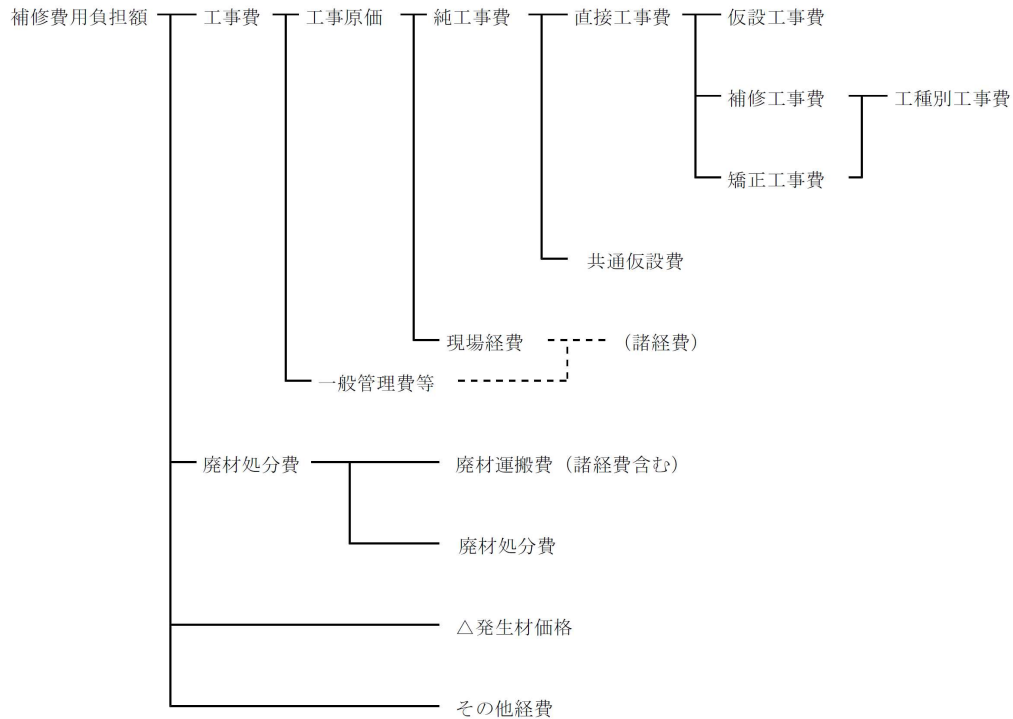 補修費用負担額 工事費 工事原価 純工事費 直接工事費 仮設工事費
補修工事費 工種別工事費
矯正工事費
共通仮設費
現場経費 （諸経費）
一般管理費等
廃材処分費 廃材運搬費（諸経費含む）
廃材処分費
△発生材価格
その他経費